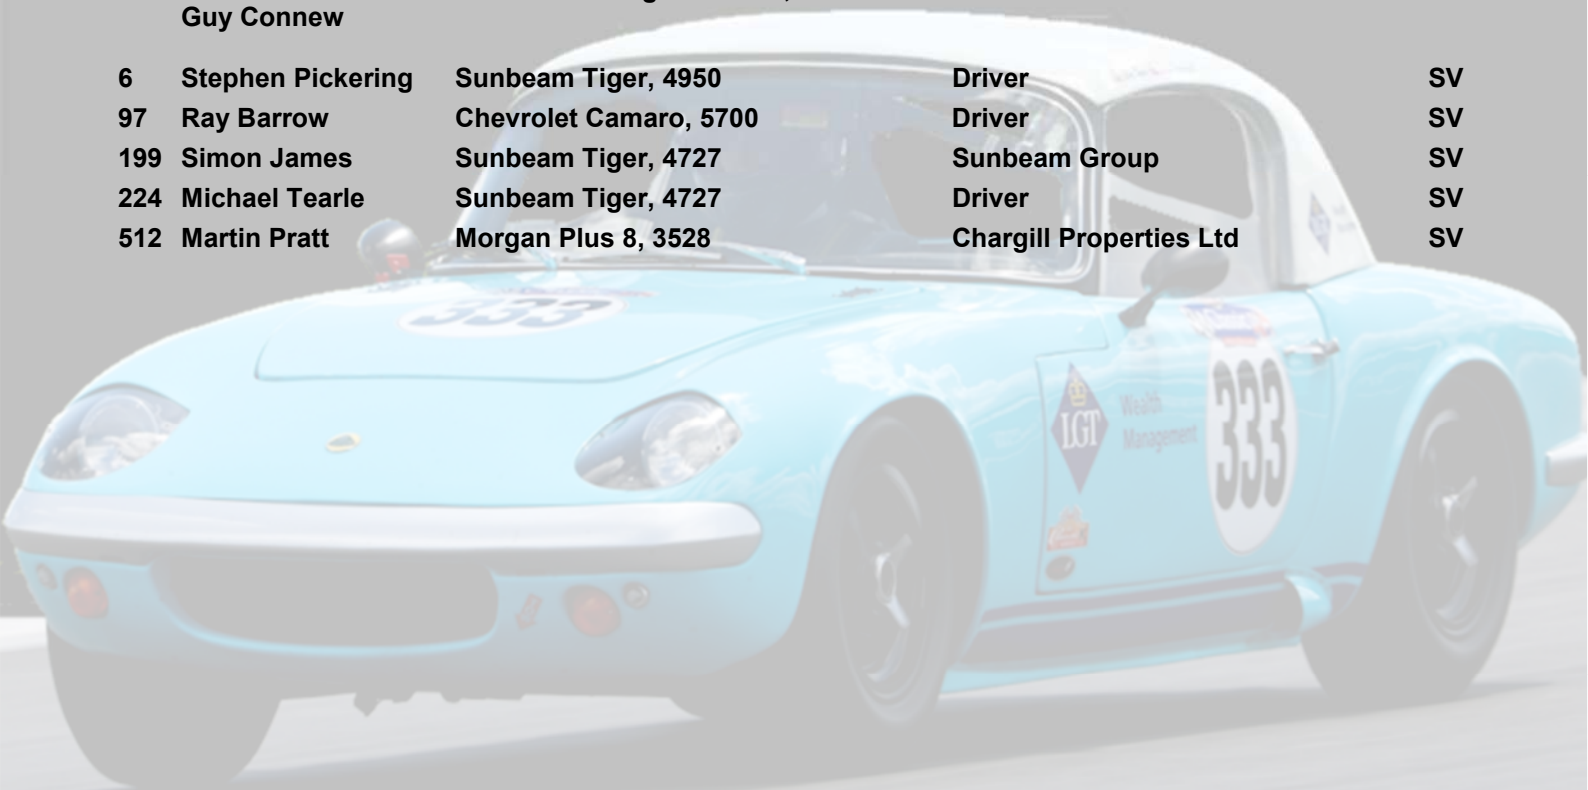 Guy Connew
6 Stephen Pickering Sunbeam Tiger, 4950 Driver SV
97 Ray Barrow Chevrolet Camaro, 5700 Driver SV
199 Simon James Sunbeam Tiger, 4727 Sunbeam Group SV
224 Michael Tearle Sunbeam Tiger, 4727 Driver SV
512 Martin Pratt Morgan Plus 8, 3528 Chargill Properties Ltd SV
333
333
LGT
Wealth
Management